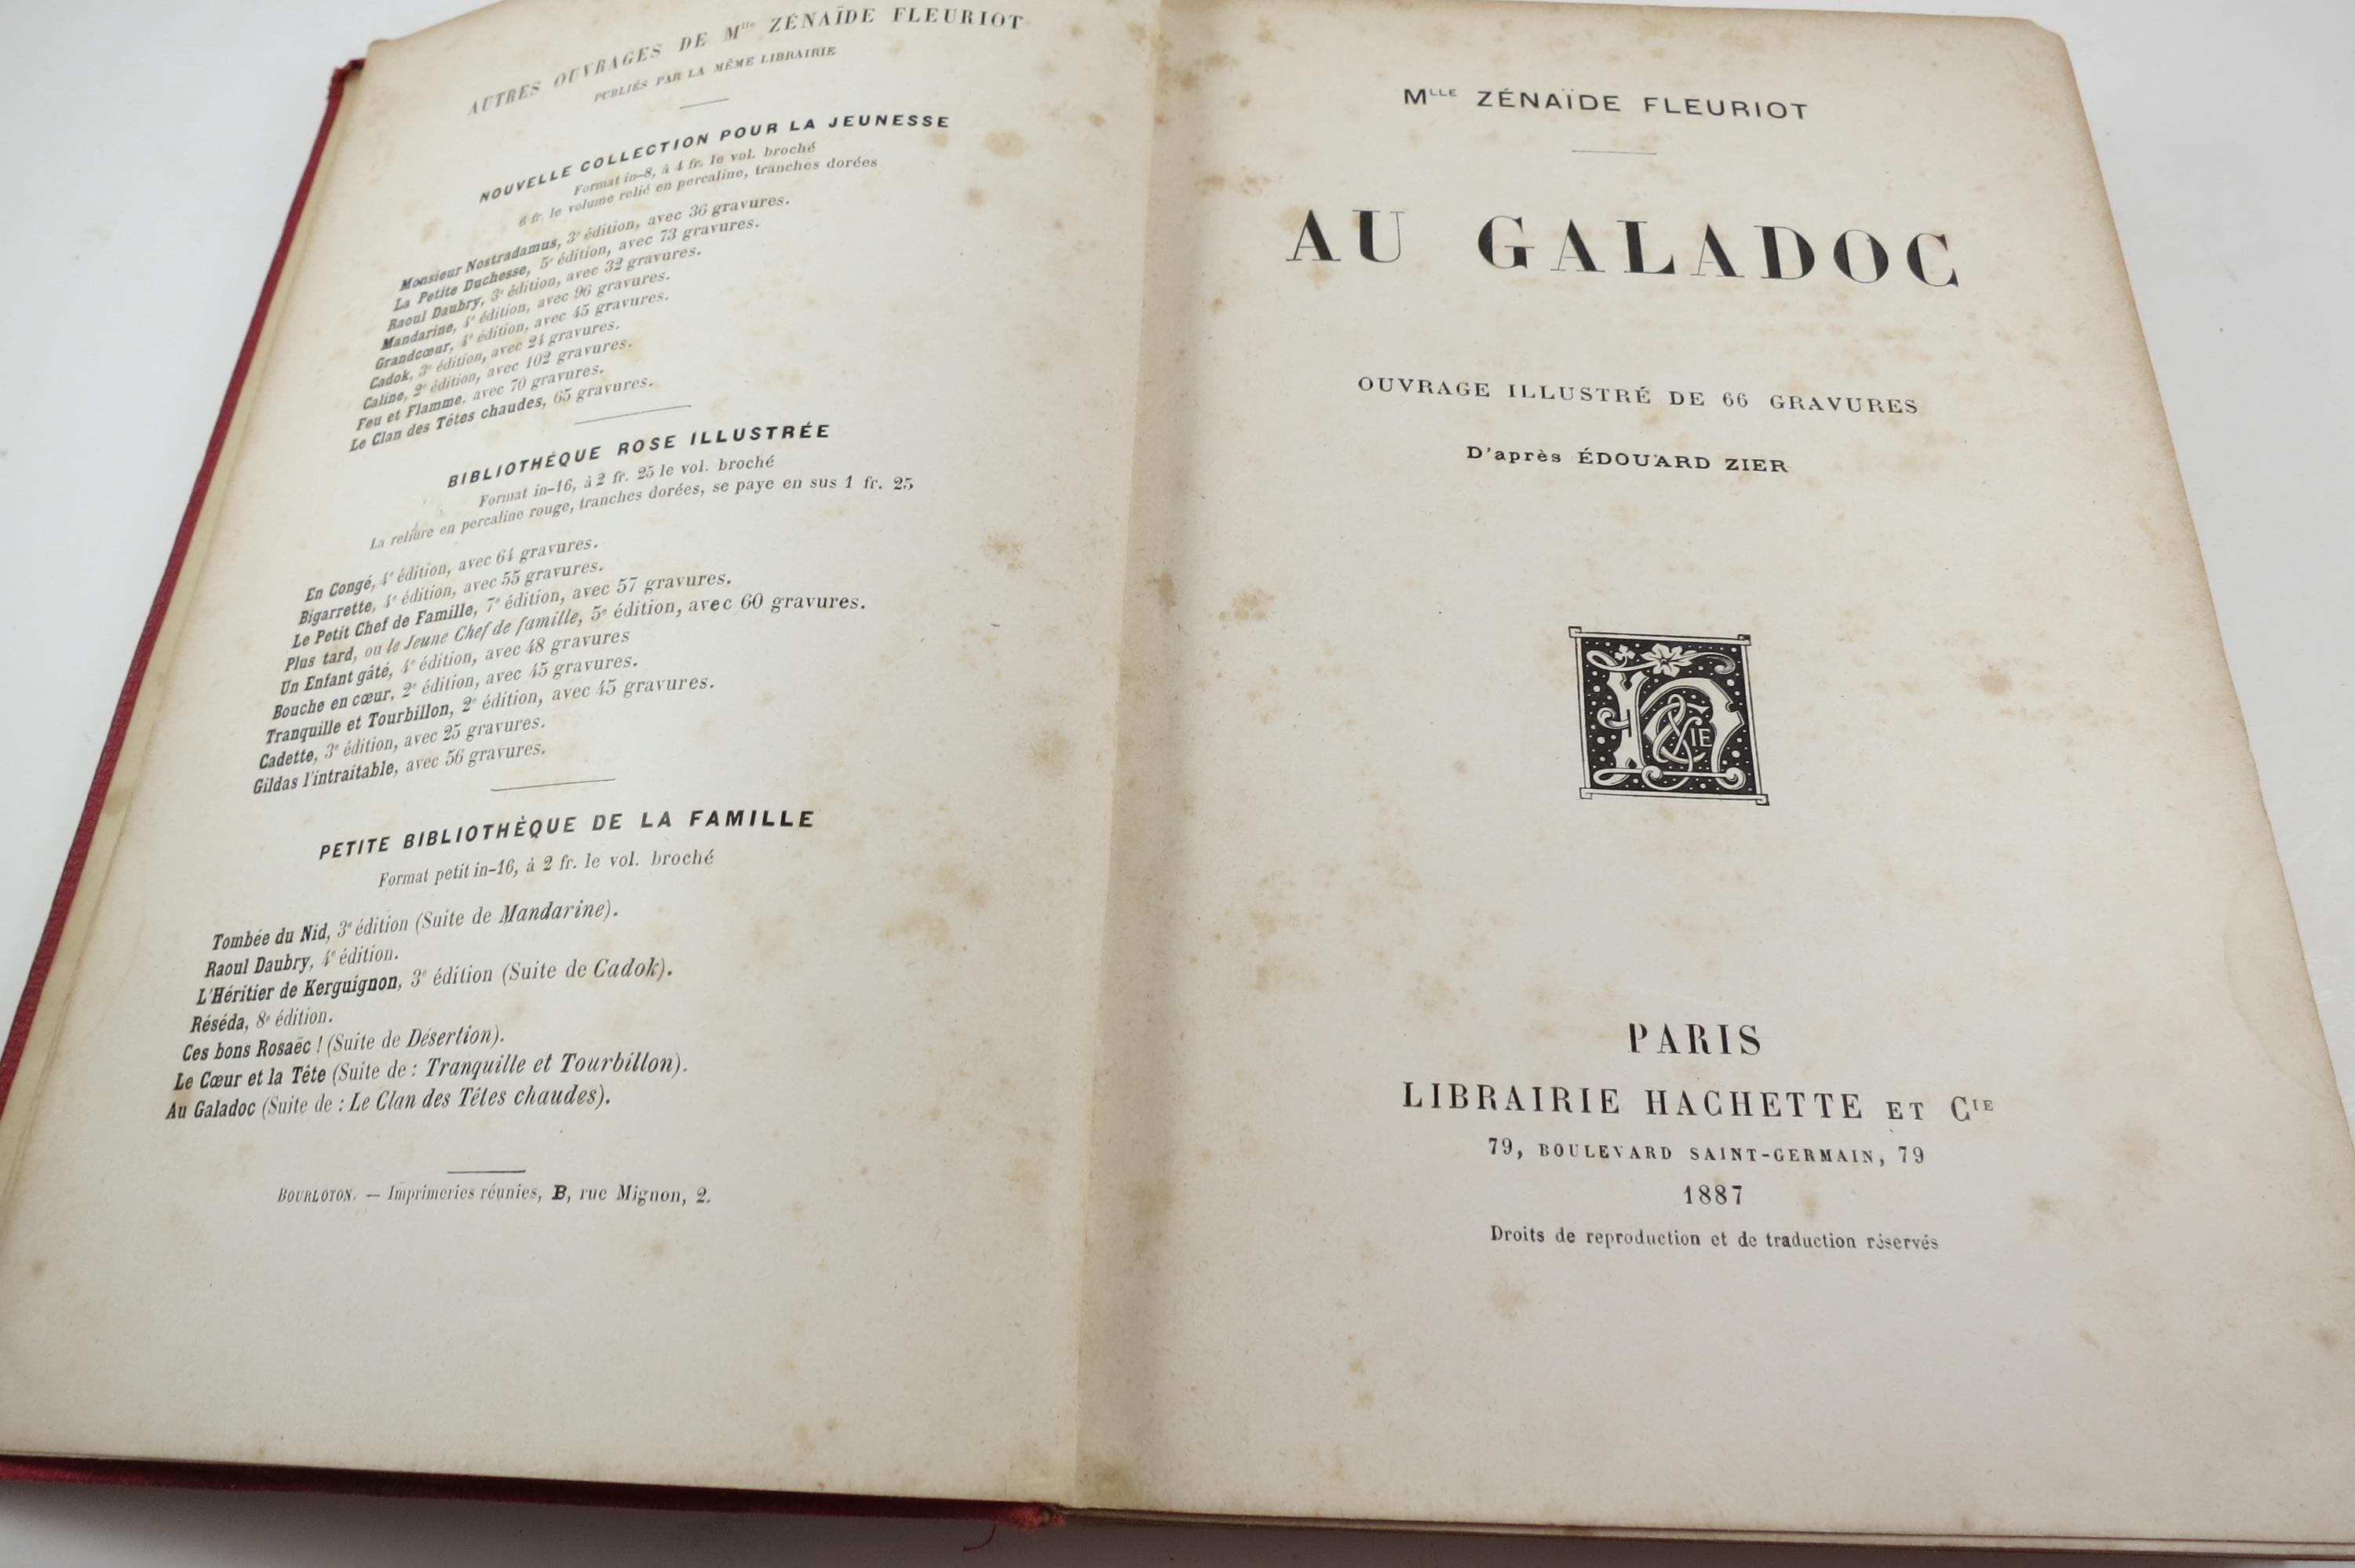 AUTRES OUVRAGES DE Mlle ZÉNAÏDE FLEURIOT
PUBLIÉS PAR LA MÊME LIBRAIRIE
NOUVELLE COLLECTION POUR LA JEUNESSE
Format in-8, à 4 fr. le vol. broché
6 fr. le volume relié en percaline, tranches dorées
Monsieur Nostradamus, 3e édition, avec 36 gravures.
La Petite Duchesse, 5e édition, avec 73 gravures.
Raoul Daubry, 3e édition, avec 32 gravures.
Mandarine, 4e édition, avec 96 gravures.
Grandcœur, 4e édition, avec 45 gravures.
Cadok, 3e édition, avec 24 gravures.
Caline, 2e édition, avec 102 gravures.
Feu et Flamme, avec 70 gravures.
Le Clan des Têtes chaudes, 65 gravures.
BIBLIOTHÈQUE ROSE ILLUSTRÉE
Format in-16, à 2 fr. 25 le vol. broché
La reliure en percaline rouge, tranches dorées, se paye en sus 1 fr. 25
En Congé, 4e édition, avec 61 gravures.
Bigarrette, 4e édition, avec 55 gravures.
Le Petit Chef de Famille, 7e édition, avec 57 gravures.
Plus tard, ou le Jeune Chef de famille, 5e édition, avec 60 gravures.
Un Enfant gâté, 4e édition, avec 48 gravures
Bouche en cœur, 2e édition, avec 45 gravures.
Tranquille et Tourbillon, 2e édition, avec 45 gravures.
Cadette, 3e édition, avec 25 gravures.
Gildas l'intraitable, avec 56 gravures.
PETITE BIBLIOTHÈQUE DE LA FAMILLE
Format petit in-16, à 2 fr. le vol. broché
Tombée du Nid, 3e édition (Suite de Mandarine).
Raoul Daubry, 4e édition.
L'Héritier de Kerguignon, 3e édition (Suite de Cadok).
Réséda, 8e édition.
Ces bons Rosaëc ! (Suite de Désertion).
Le Cœur et la Tête (Suite de : Tranquille et Tourbillon).
Au Galadoc (Suite de : Le Clan des Têtes chaudes).
BOURLOTON. — Imprimeries réunies, B, rue Mignon, 2.
MLLE ZÉNAÏDE FLEURIOT
AU GALADOC
OUVRAGE ILLUSTRÉ DE 66 GRAVURES
D'après ÉDOUARD ZIER
H & CIE
PARIS
LIBRAIRIE HACHETTE ET CIE
79, BOULEVARD SAINT-GERMAIN, 79
1887
Droits de reproduction et de traduction réservés